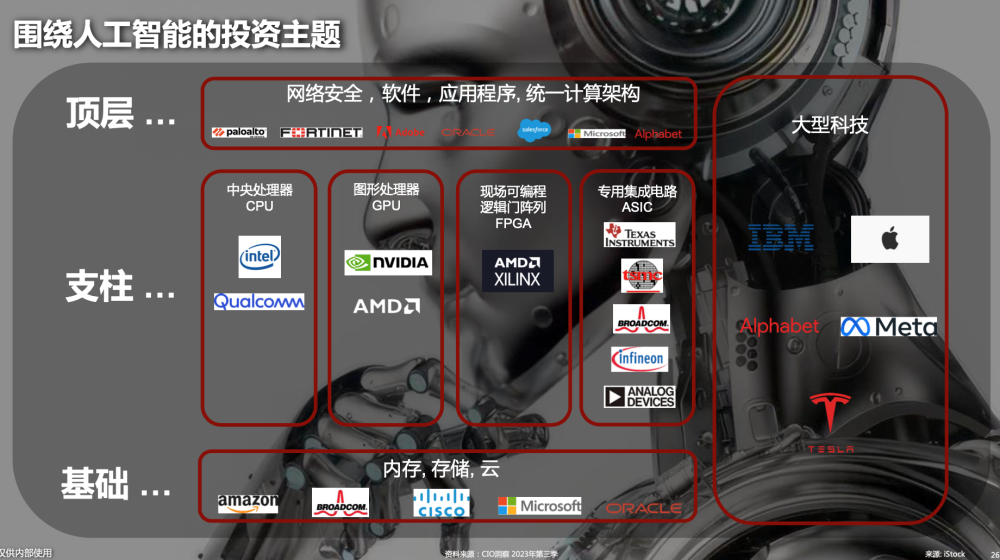 围绕人工智能的投资主题
顶层 ...
网络安全，软件，应用程序, 统一计算架构
paloalto
FORTINET
Adobe
ORACLE
salesforce
Microsoft
Alphabet
大型科技
IBM
Alphabet
Meta
TESLA
支柱 ...
中央处理器
CPU
intel
Qualcomm
图形处理器
GPU
NVIDIA
AMD
现场可编程
逻辑门阵列
FPGA
AMD
XILINX
专用集成电路
ASIC
TEXAS
INSTRUMENTS
tsmc
BROADCOM
infineon
ANALOG
DEVICES
基础 ...
内存, 存储, 云
amazon
BROADCOM
CISCO
Microsoft
ORACLE
仅供内部使用
资料来源：CIO洞察 2023年第三季
来源: iStock
26